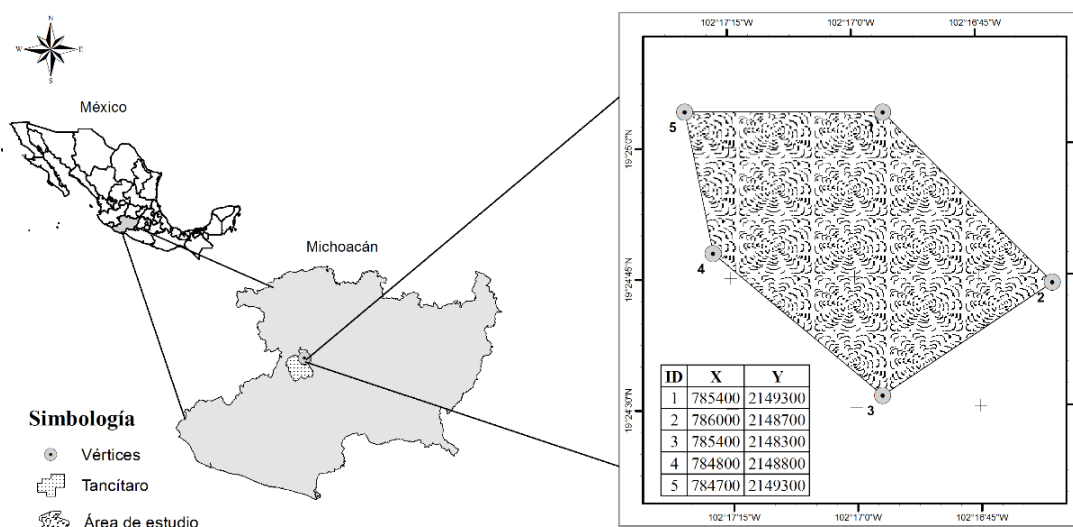 N
W E
S
México
Michoacán
Simbología
Vértices
Tancítaro
Área de estudio
102°17'15"W 102°17'0"W 102°16'45"W
5
1
19°25'0"N
4
19°24'45"N
2
ID X Y
1 785400 2149300
2 786000 2148700
3 785400 2148300
4 784800 2148800
5 784700 2149300
3
19°24'30"N
102°17'15"W 102°17'0"W 102°16'45"W